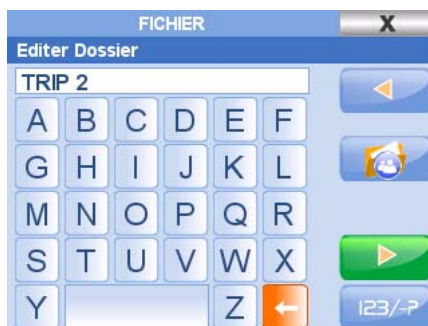 FICHIER X
Editer Dossier
TRIP 2
A B C D E F
G H I J K L
M N O P Q R
S T U V W X
Y Z 123/-?